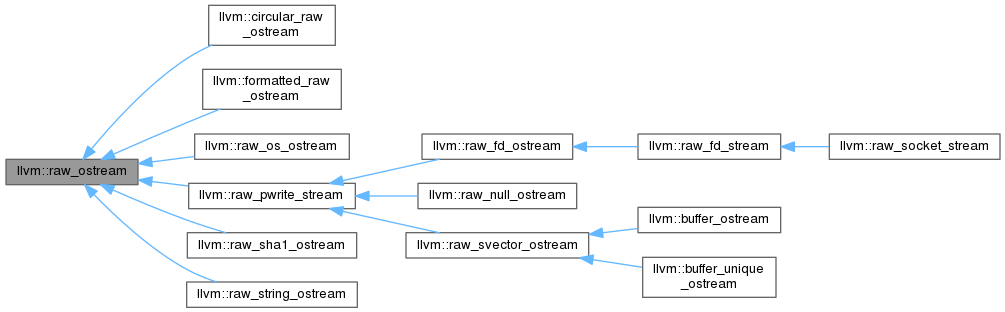 llvm::circular_raw
_ostream
llvm::formatted_raw
_ostream
llvm::raw_os_ostream
llvm::raw_fd_ostream
llvm::raw_fd_stream
llvm::raw_socket_stream
llvm::raw_ostream
llvm::raw_pwrite_stream
llvm::raw_null_ostream
llvm::buffer_ostream
llvm::raw_sha1_ostream
llvm::raw_svector_ostream
llvm::buffer_unique
_ostream
llvm::raw_string_ostream